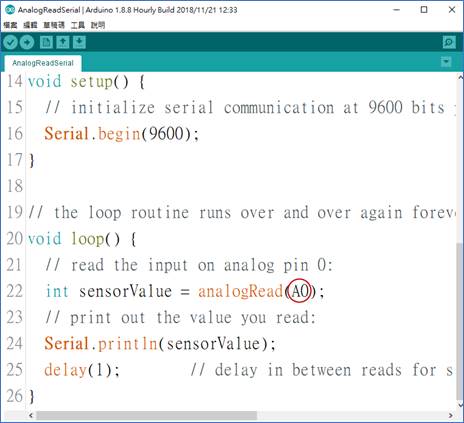 AnalogReadSerial | Arduino 1.8.8 Hourly Build 2018/11/21 12:33
檔案 編輯 草稿碼 工具 說明
AnalogReadSerial
14 void setup() {
15 // initialize serial communication at 9600 bits
16 Serial.begin(9600);
17 }
18
19 // the loop routine runs over and over again foreve
20 void loop() {
21 // read the input on analog pin 0:
22 int sensorValue = analogRead(A0);
23 // print out the value you read:
24 Serial.println(sensorValue);
25 delay(1); // delay in between reads for s
26 }